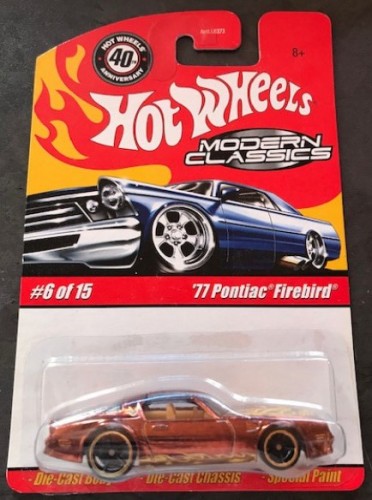 8+
HOT WHEELS
40TH
ANNIVERSARY
HOT WHEELS
MODERN
CLASSICS
#6 of 15
'77 Pontiac® Firebird®
• Die-Cast Body
• Die-Cast Chassis
• Special Paint